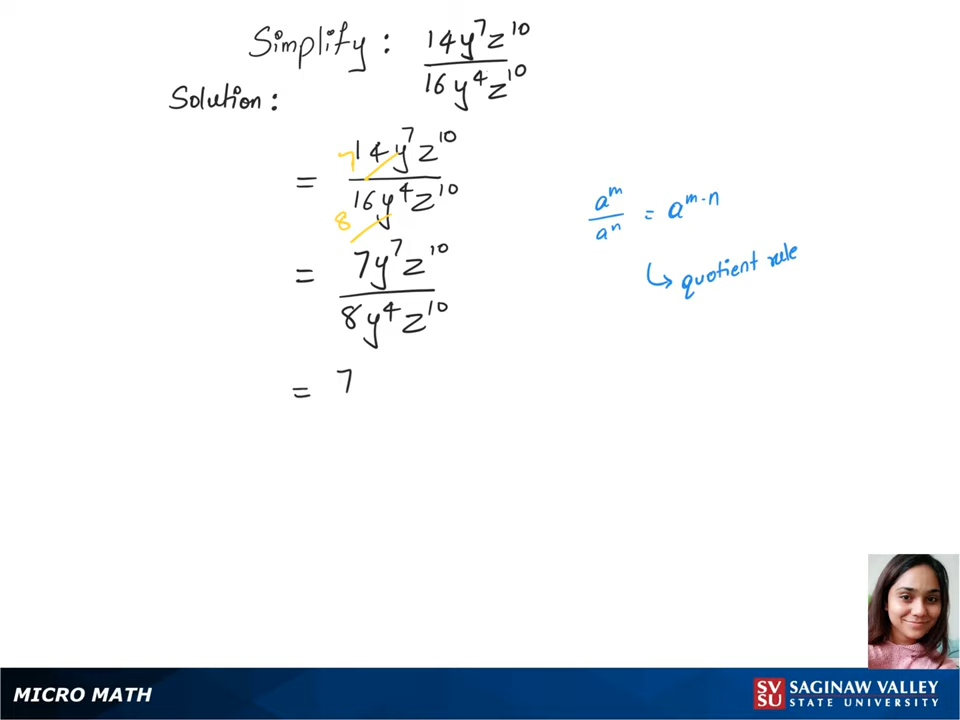 Simplify: 14y⁷z¹⁰ / 16y⁴z¹⁰
Solution:
= 14y⁷z¹⁰ / 16y⁴z¹⁰
7
8
= 7y⁷z¹⁰ / 8y⁴z¹⁰
= 7
aᵐ / aⁿ = aᵐ⁻ⁿ
↳ quotient rule
MICRO MATH
SV
SU
SAGINAW VALLEY
STATE UNIVERSITY